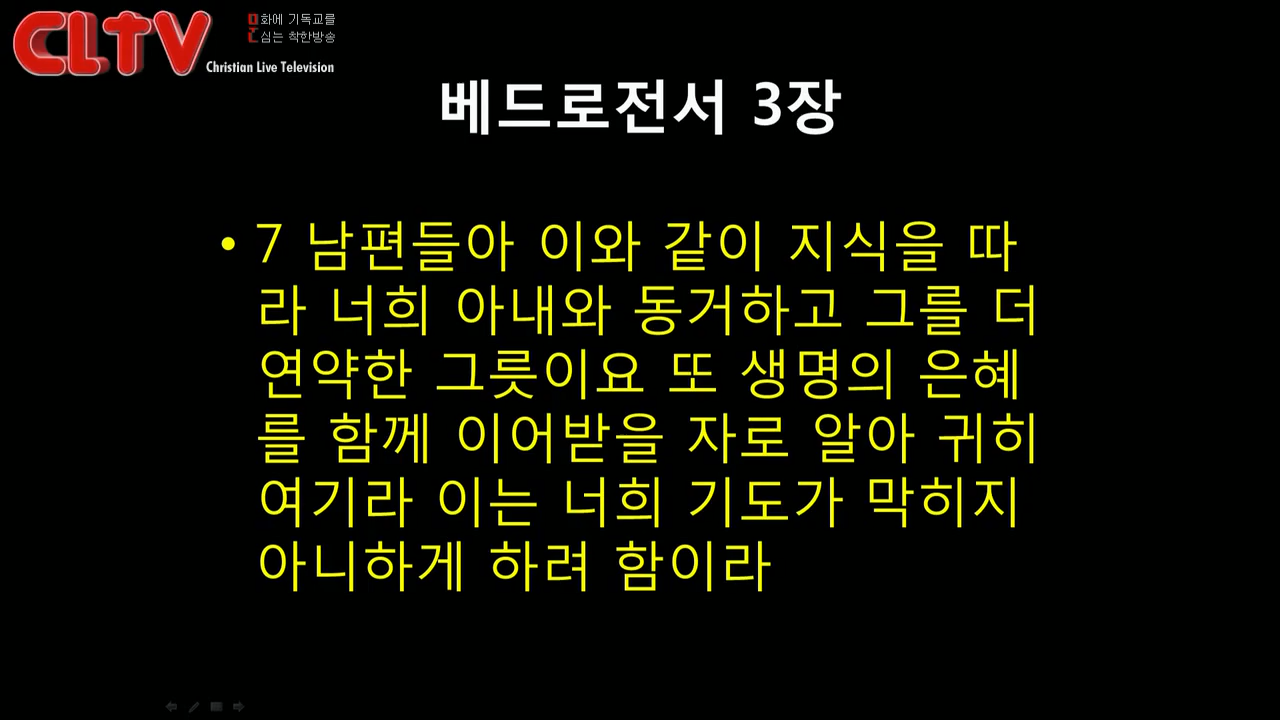 CLTV
문화에 기독교를
심는 착한방송
Christian Live Television
베드로전서 3장
• 7 남편들아 이와 같이 지식을 따
라 너희 아내와 동거하고 그를 더
연약한 그릇이요 또 생명의 은혜
를 함께 이어받을 자로 알아 귀히
여기라 이는 너희 기도가 막히지
아니하게 하려 함이라